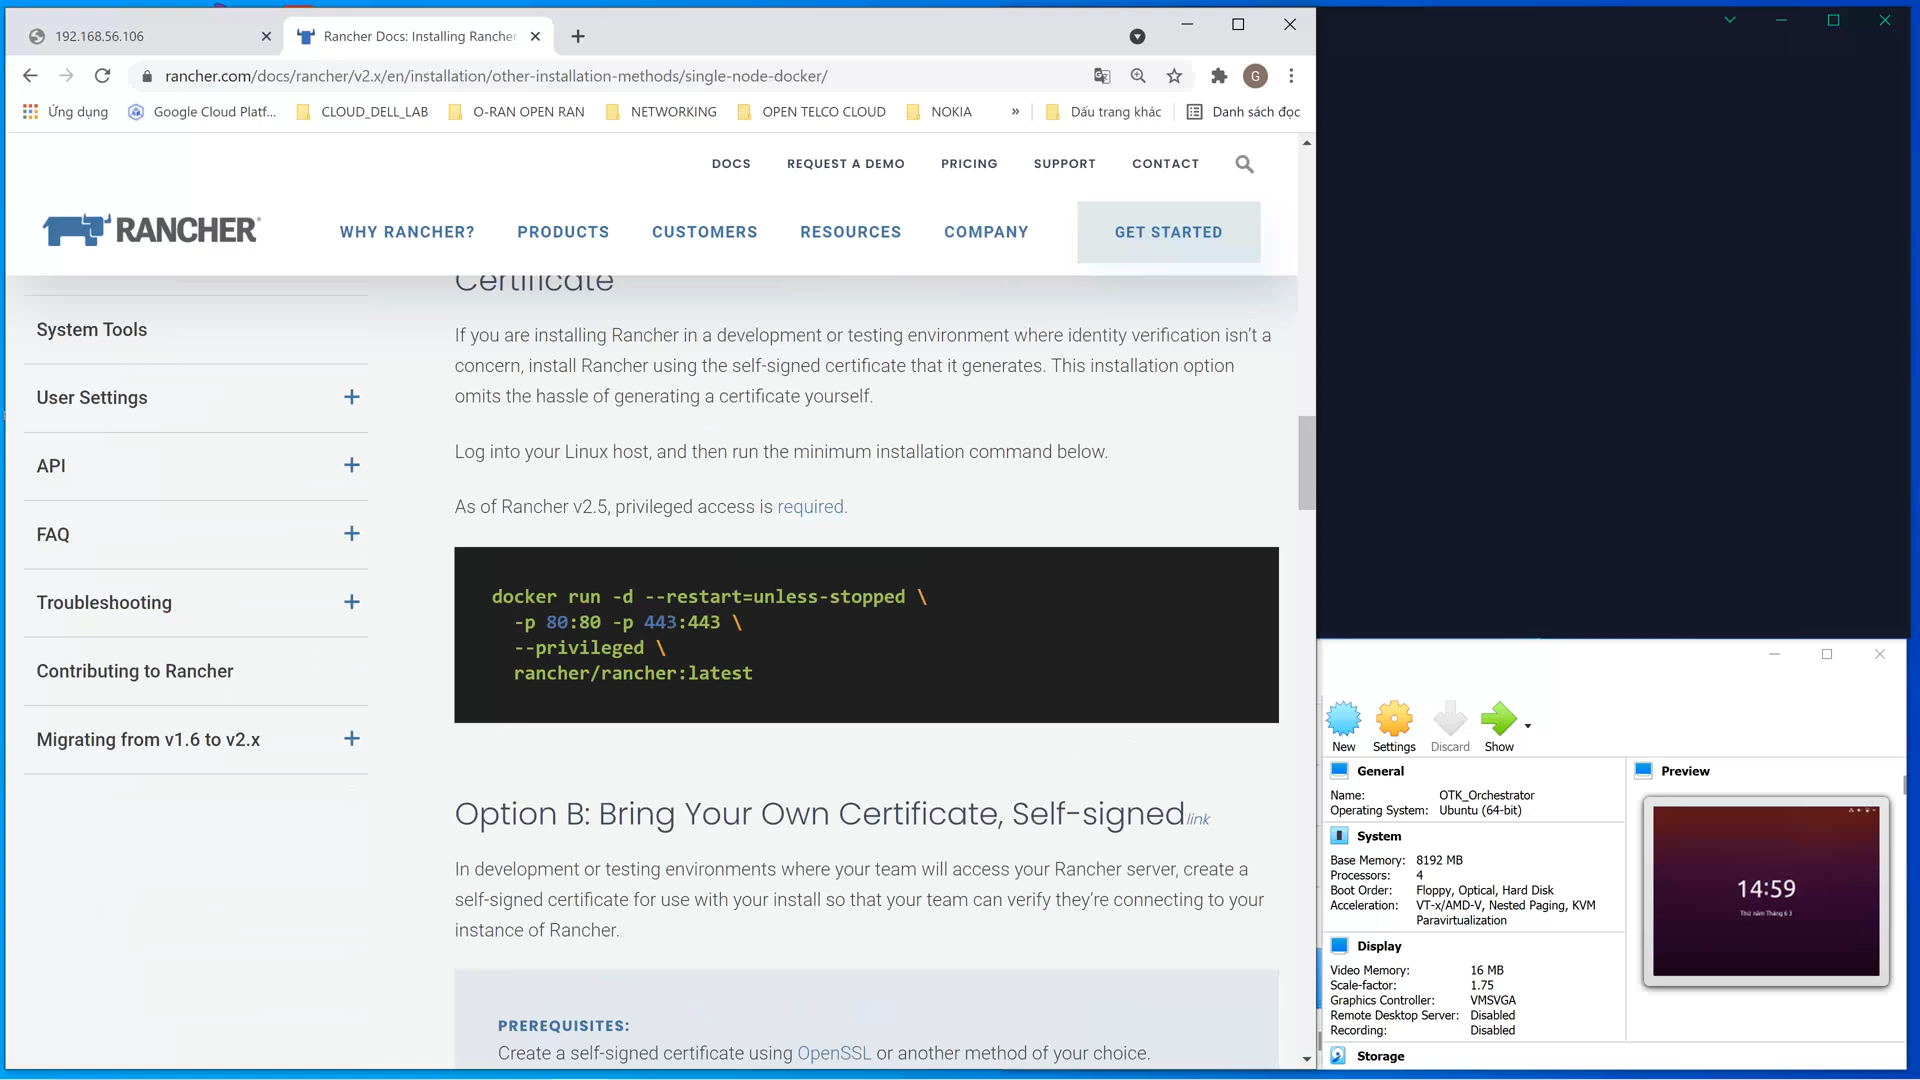 192.168.56.106
Rancher Docs: Installing Rancher
rancher.com/docs/rancher/v2.x/en/installation/other-installation-methods/single-node-docker/
G
Ứng dụng
Google Cloud Platf...
CLOUD_DELL_LAB
O-RAN OPEN RAN
NETWORKING
OPEN TELCO CLOUD
NOKIA
»
Dấu trang khác
Danh sách đọc
DOCS
REQUEST A DEMO
PRICING
SUPPORT
CONTACT
RANCHER®
WHY RANCHER?
PRODUCTS
CUSTOMERS
RESOURCES
COMPANY
GET STARTED
System Tools
User Settings
API
FAQ
Troubleshooting
Contributing to Rancher
Migrating from v1.6 to v2.x
Certificate
If you are installing Rancher in a development or testing environment where identity verification isn’t a
concern, install Rancher using the self-signed certificate that it generates. This installation option
omits the hassle of generating a certificate yourself.
Log into your Linux host, and then run the minimum installation command below.
As of Rancher v2.5, privileged access is required.
docker run -d --restart=unless-stopped \
-p 80:80 -p 443:443 \
--privileged \
rancher/rancher:latest
Option B: Bring Your Own Certificate, Self-signed link
In development or testing environments where your team will access your Rancher server, create a
self-signed certificate for use with your install so that your team can verify they’re connecting to your
instance of Rancher.
PREREQUISITES:
Create a self-signed certificate using OpenSSL or another method of your choice.
New
Settings
Discard
Show
General
Name: OTK_Orchestrator
Operating System: Ubuntu (64-bit)
System
Base Memory: 8192 MB
Processors: 4
Boot Order: Floppy, Optical, Hard Disk
Acceleration: VT-x/AMD-V, Nested Paging, KVM
Paravirtualization
Display
Video Memory: 16 MB
Scale-factor: 1.75
Graphics Controller: VMSVGA
Remote Desktop Server: Disabled
Recording: Disabled
Storage
Preview
14:59
Thứ năm Tháng 6 3